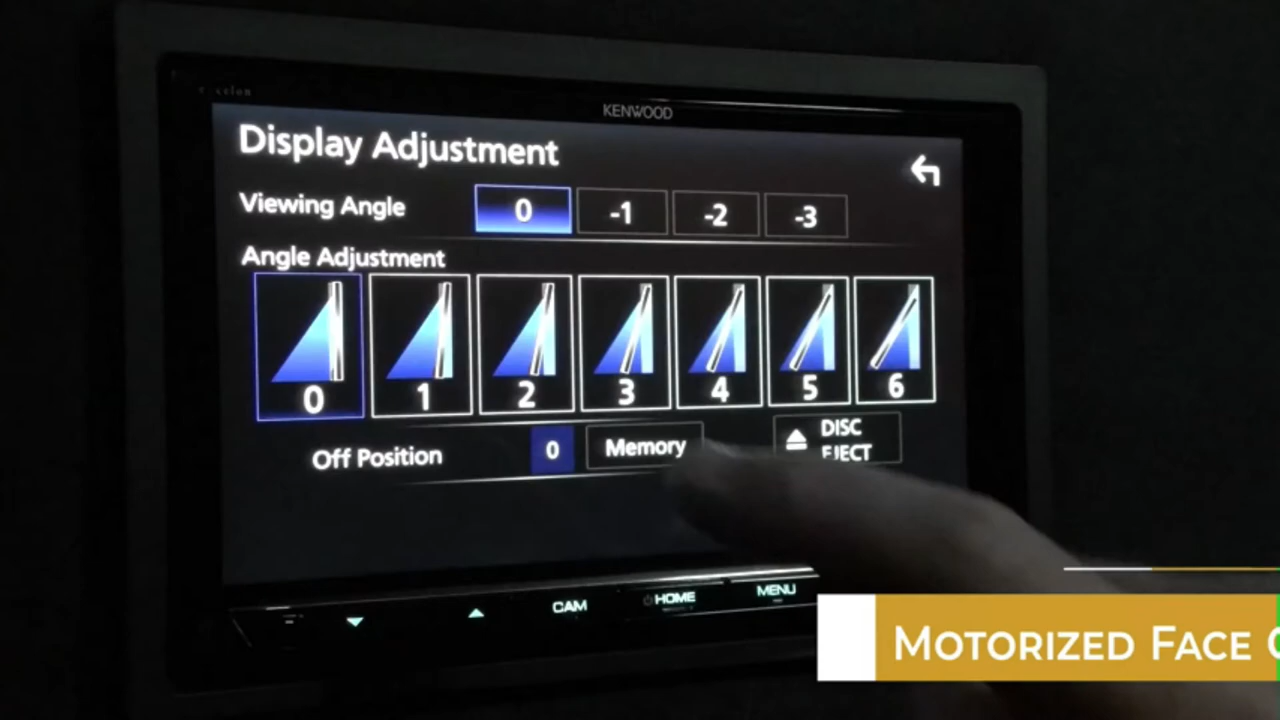 KENWOOD
Display Adjustment
Viewing Angle 0 -1 -2 -3
Angle Adjustment
0 1 2 3 4 5 6
Off Position 0 Memory
DISC
EJECT
CAM HOME MENU
MOTORIZED FACE